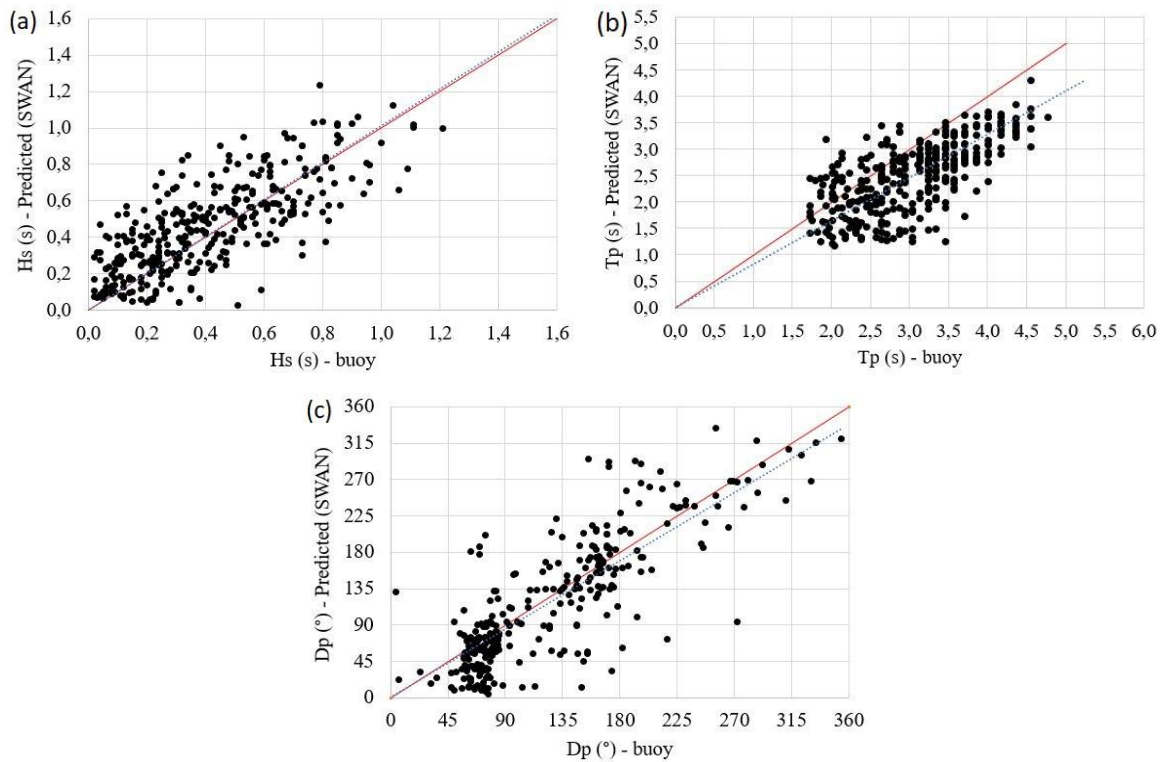 (a)
Hs (s) - Predicted (SWAN)
1,6
1,4
1,2
1,0
0,8
0,6
0,4
0,2
0,0
0,0 0,2 0,4 0,6 0,8 1,0 1,2 1,4 1,6
Hs (s) - buoy
(b)
Tp (s) - Predicted (SWAN)
5,5
5,0
4,5
4,0
3,5
3,0
2,5
2,0
1,5
1,0
0,5
0,0
0,0 0,5 1,0 1,5 2,0 2,5 3,0 3,5 4,0 4,5 5,0 5,5 6,0
Tp (s) - buoy
(c)
Dp (°) - Predicted (SWAN)
360
315
270
225
180
135
90
45
0
0 45 90 135 180 225 270 315 360
Dp (°) - buoy